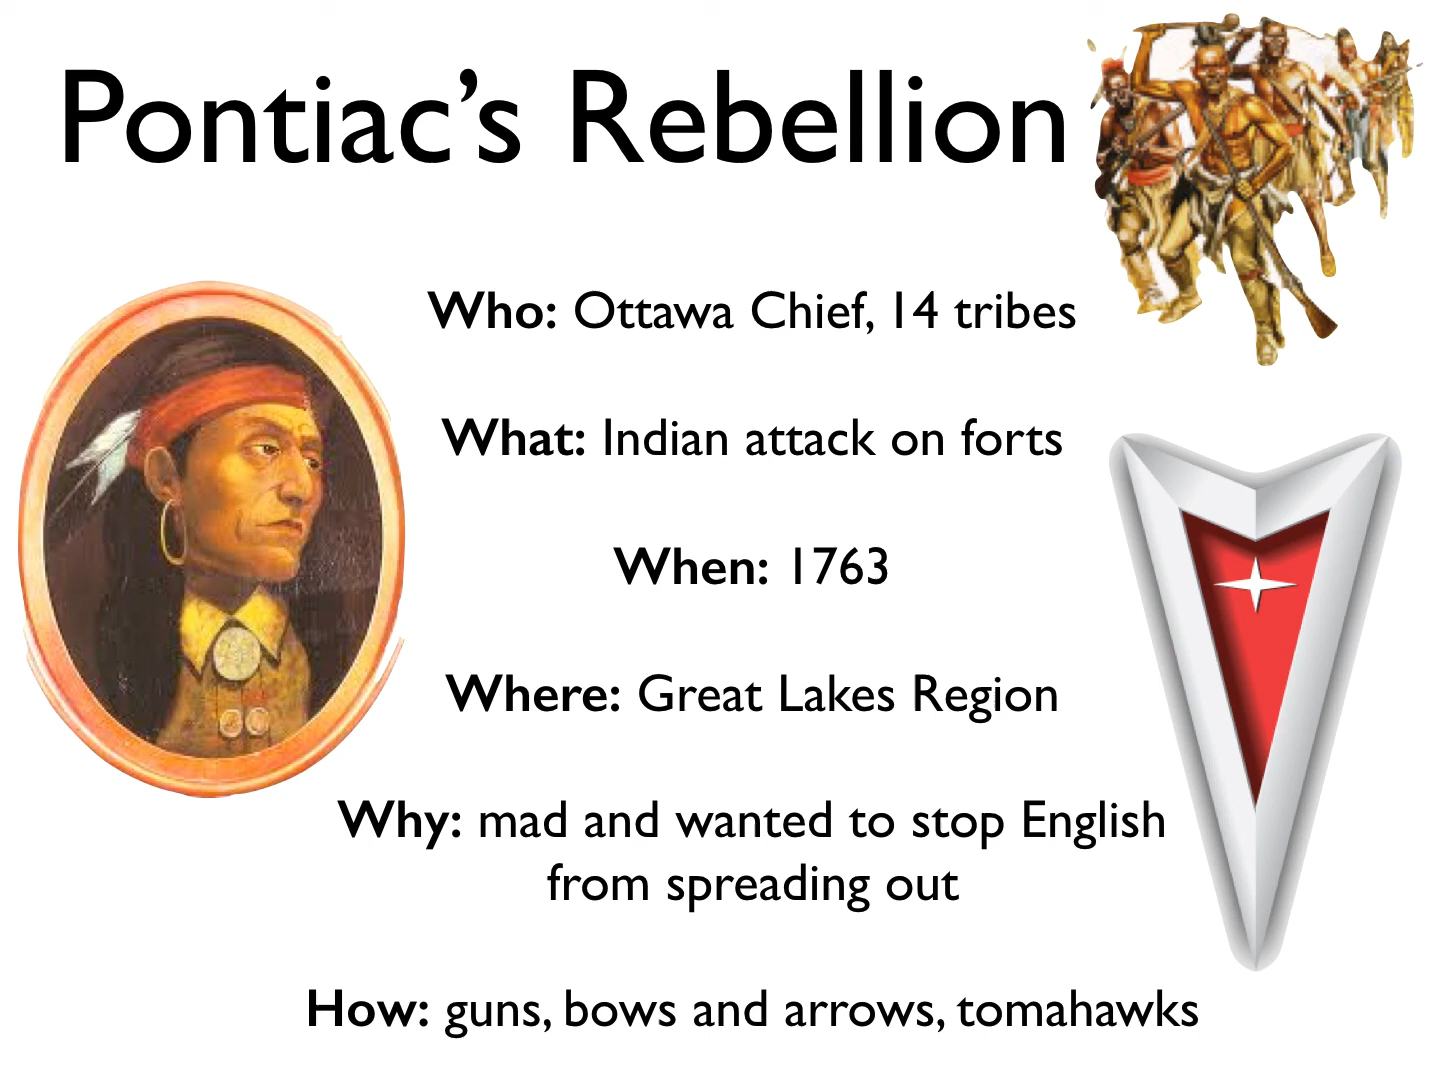 Pontiac’s Rebellion
Who: Ottawa Chief, 14 tribes
What: Indian attack on forts
When: 1763
Where: Great Lakes Region
Why: mad and wanted to stop English
from spreading out
How: guns, bows and arrows, tomahawks